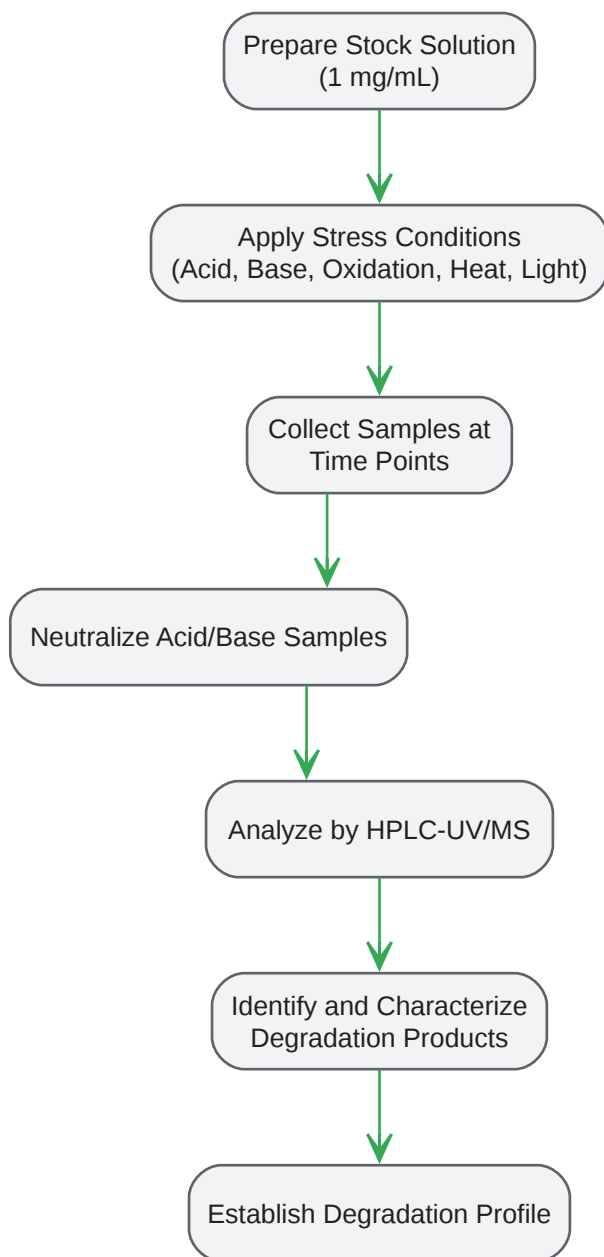 Prepare Stock Solution
(1 mg/mL)
Apply Stress Conditions
(Acid, Base, Oxidation, Heat, Light)
Collect Samples at
Time Points
Neutralize Acid/Base Samples
Analyze by HPLC-UV/MS
Identify and Characterize
Degradation Products
Establish Degradation Profile